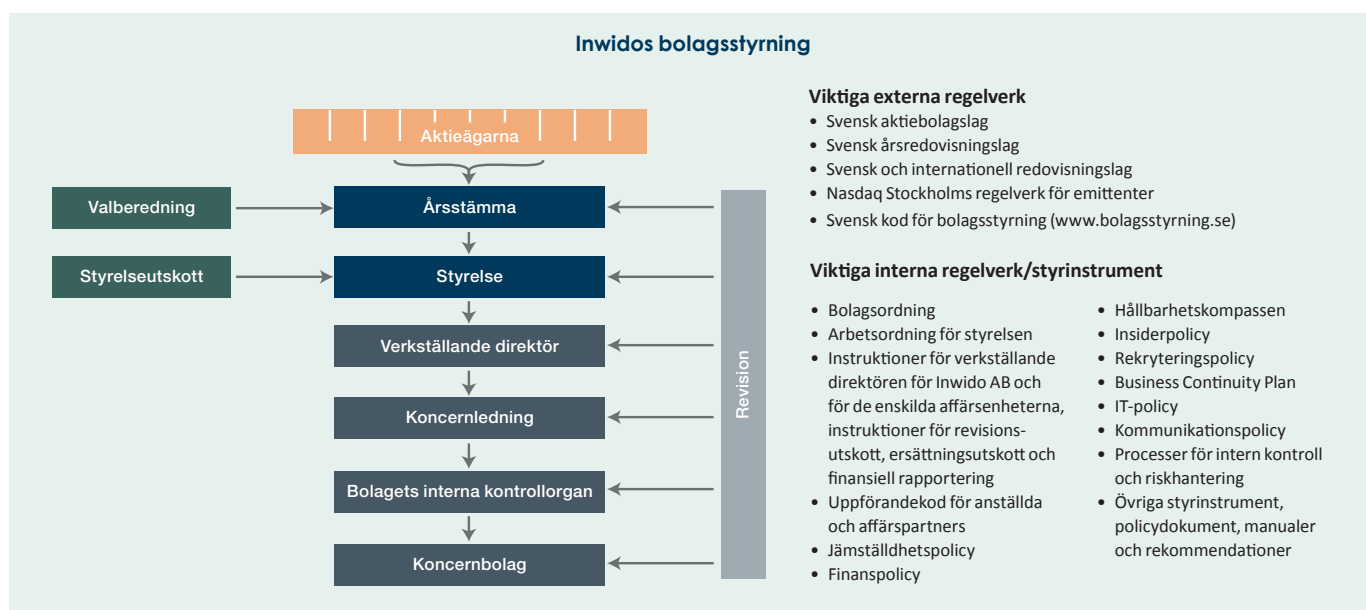 Inwidos bolagsstyrning
Aktieägarna
Valberedning
Årsstämma
Styrelseutskott
Styrelse
Verkställande direktör
Koncernledning
Bolagets interna kontrollorgan
Koncernbolag
Revision
Viktiga externa regelverk
• Svensk aktiebolagslag
• Svensk årsredovisningslag
• Svensk och internationell redovisningslag
• Nasdaq Stockholms regelverk för emittenter
• Svensk kod för bolagsstyrning (www.bolagsstyrning.se)
Viktiga interna regelverk/styrinstrument
• Bolagsordning
• Arbetsordning för styrelsen
• Instruktioner för verkställande
direktören för Inwido AB och
för de enskilda affärsenheterna,
instruktioner för revisions-
utskott, ersättningsutskott och
finansiell rapportering
• Uppförandekod för anställda
och affärspartners
• Jämställdhetspolicy
• Finanspolicy
• Hållbarhetskompassen
• Insiderpolicy
• Rekryteringspolicy
• Business Continuity Plan
• IT-policy
• Kommunikationspolicy
• Processer för intern kontroll
och riskhantering
• Övriga styrinstrument,
policydokument, manualer
och rekommendationer